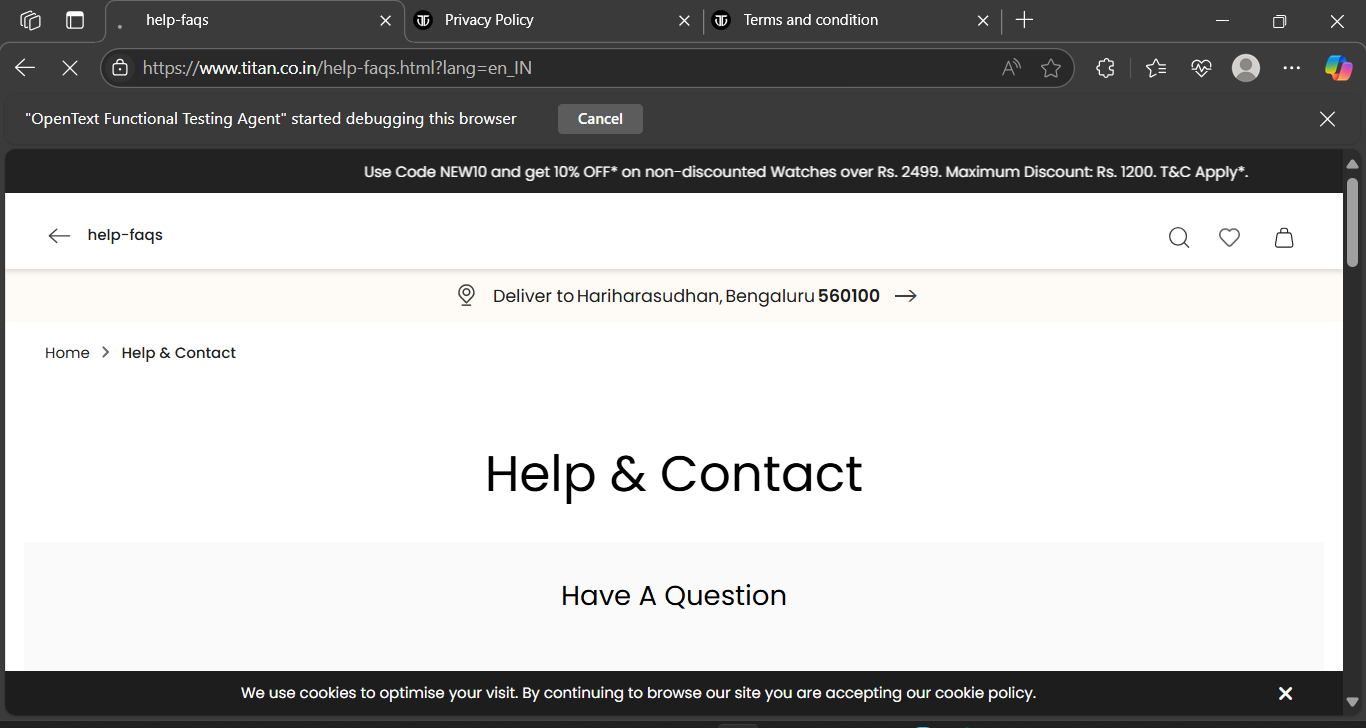 help-faqs
Privacy Policy
Terms and condition
https://www.titan.co.in/help-faqs.html?lang=en_IN
"OpenText Functional Testing Agent" started debugging this browser
Cancel
Use Code NEW10 and get 10% OFF* on non-discounted Watches over Rs. 2499. Maximum Discount: Rs. 1200. T&C Apply*.
help-faqs
Deliver to Hariharasudhan, Bengaluru 560100
Home > Help & Contact
Help & Contact
Have A Question
We use cookies to optimise your visit. By continuing to browse our site you are accepting our cookie policy.